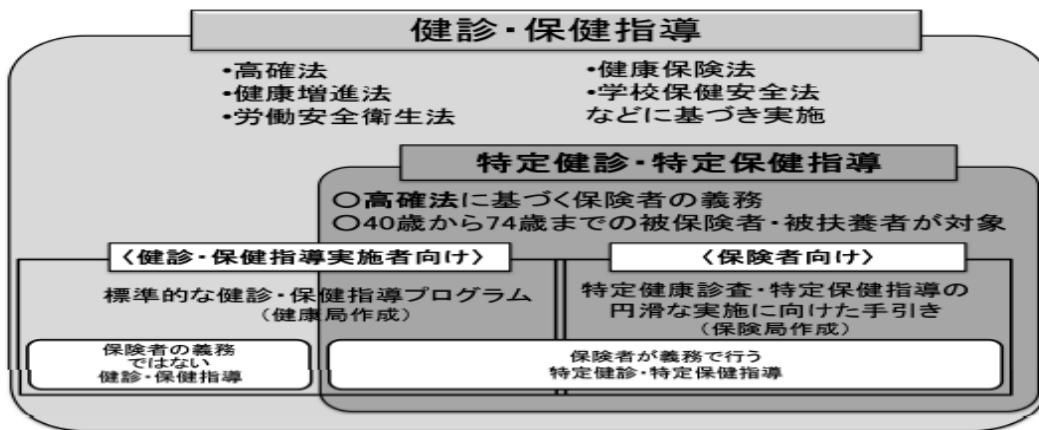 健診・保健指導
・高確法
・健康増進法
・労働安全衛生法
・健康保険法
・学校保健安全法
などに基づき実施
特定健診・特定保健指導
○高確法に基づく保険者の義務
○40歳から74歳までの被保険者・被扶養者が対象
〈健診・保健指導実施者向け〉
標準的な健診・保健指導プログラム
（健康局作成）
〈保険者向け〉
特定健康診査・特定保健指導の
円滑な実施に向けた手引き
（保険局作成）
保険者の義務
ではない
健診・保健指導
保険者が義務で行う
特定健診・特定保健指導